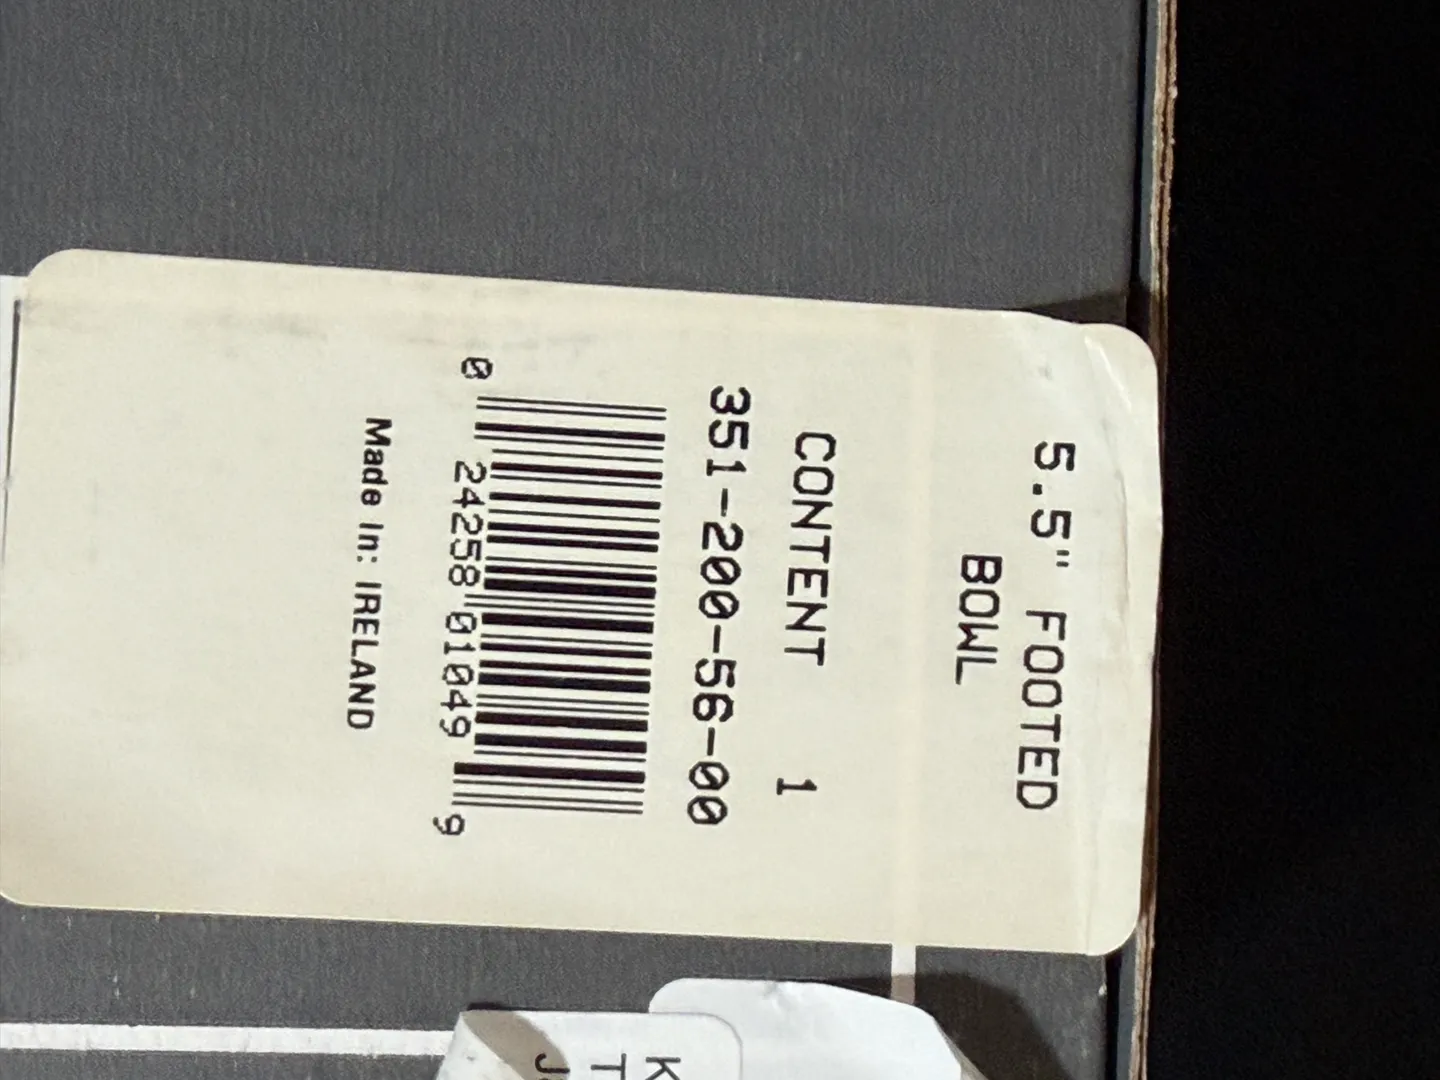 5.5" FOOTED
BOWL
CONTENT 1
351-200-56-00
0 24258 01049 9
Made In: IRELAND
K
T